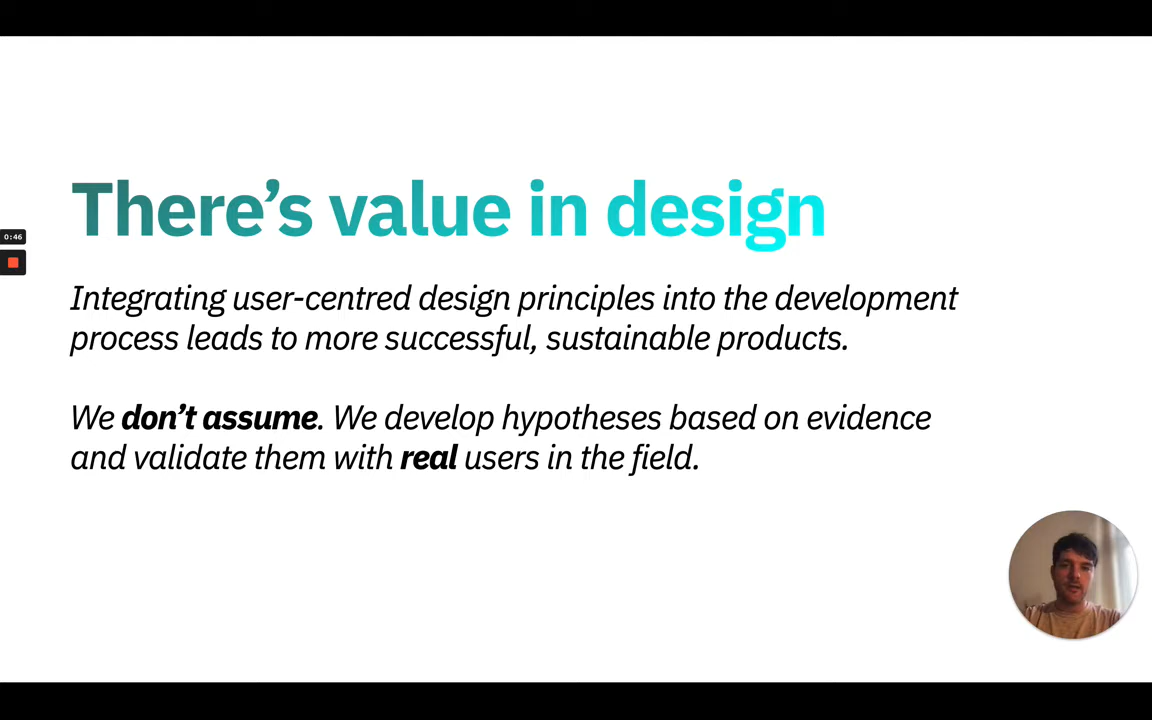 There’s value in design
0:46
Integrating user-centred design principles into the development
process leads to more successful, sustainable products.
We don’t assume. We develop hypotheses based on evidence
and validate them with real users in the field.